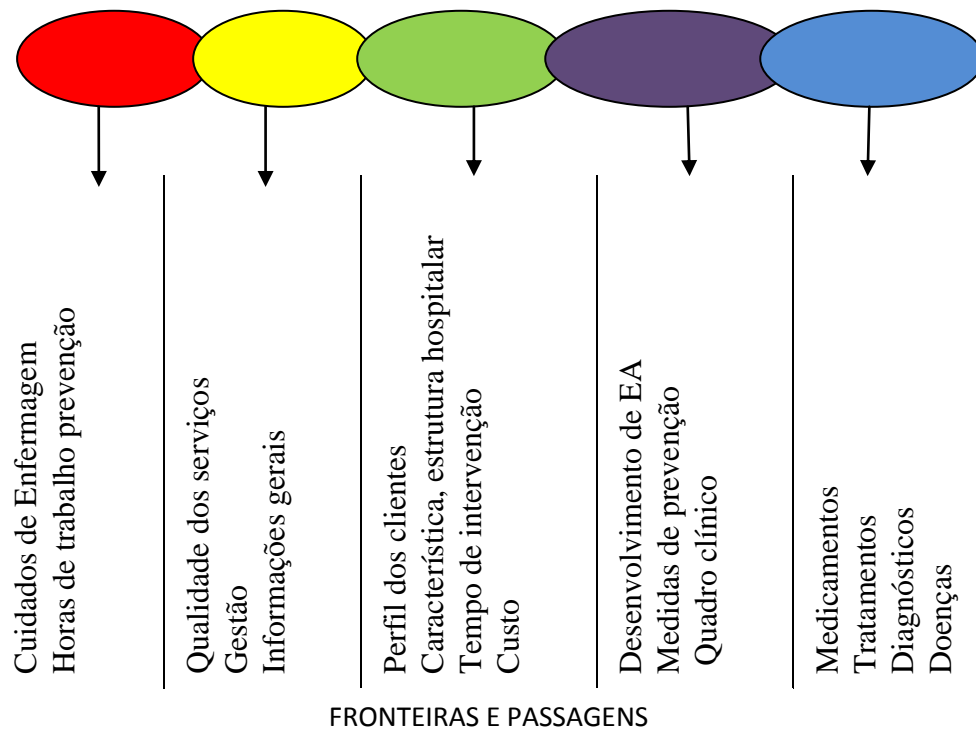 Cuidados de Enfermagem
Horas de trabalho prevenção
Qualidade dos serviços
Gestão
Informações gerais
Perfil dos clientes
Característica, estrutura hospitalar
Tempo de intervenção
Custo
Desenvolvimento de EA
Medidas de prevenção
Quadro clínico
Medicamentos
Tratamentos
Diagnósticos
Doenças
FRONTEIRAS E PASSAGENS